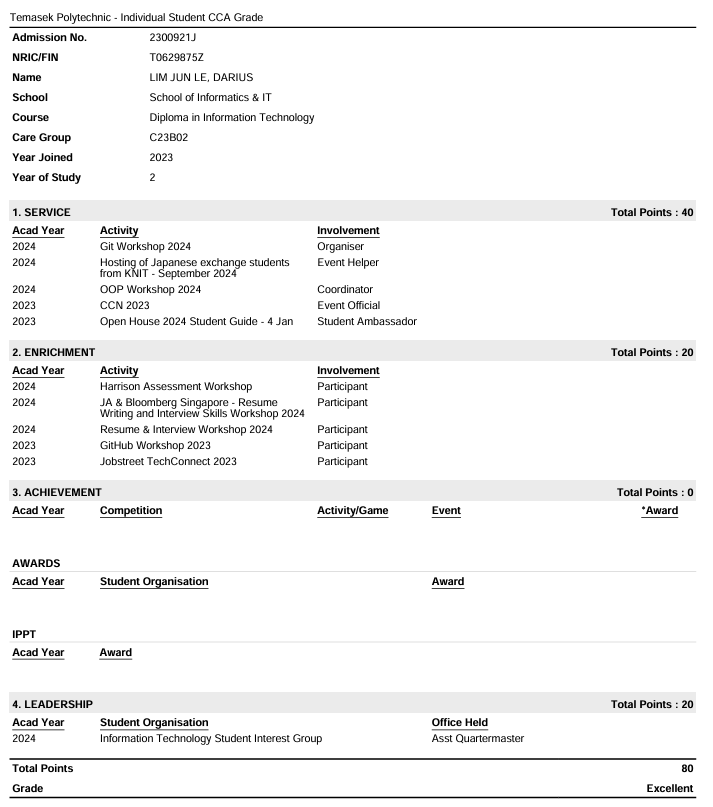 Temasek Polytechnic - Individual Student CCA Grade
Admission No. 2300921J
NRIC/FIN T0629875Z
Name LIM JUN LE, DARIUS
School School of Informatics & IT
Course Diploma in Information Technology
Care Group C23B02
Year Joined 2023
Year of Study 2
1. SERVICE Total Points : 40
Acad Year Activity Involvement
2024 Git Workshop 2024 Organiser
2024 Hosting of Japanese exchange students Event Helper
from KNIT - September 2024
2024 OOP Workshop 2024 Coordinator
2023 CCN 2023 Event Official
2023 Open House 2024 Student Guide - 4 Jan Student Ambassador
2. ENRICHMENT Total Points : 20
Acad Year Activity Involvement
2024 Harrison Assessment Workshop Participant
2024 JA & Bloomberg Singapore - Resume Participant
Writing and Interview Skills Workshop 2024
2024 Resume & Interview Workshop 2024 Participant
2023 GitHub Workshop 2023 Participant
2023 Jobstreet TechConnect 2023 Participant
3. ACHIEVEMENT Total Points : 0
Acad Year Competition Activity/Game Event *Award
AWARDS
Acad Year Student Organisation Award
IPPT
Acad Year Award
4. LEADERSHIP Total Points : 20
Acad Year Student Organisation Office Held
2024 Information Technology Student Interest Group Asst Quartermaster
Total Points 80
Grade Excellent